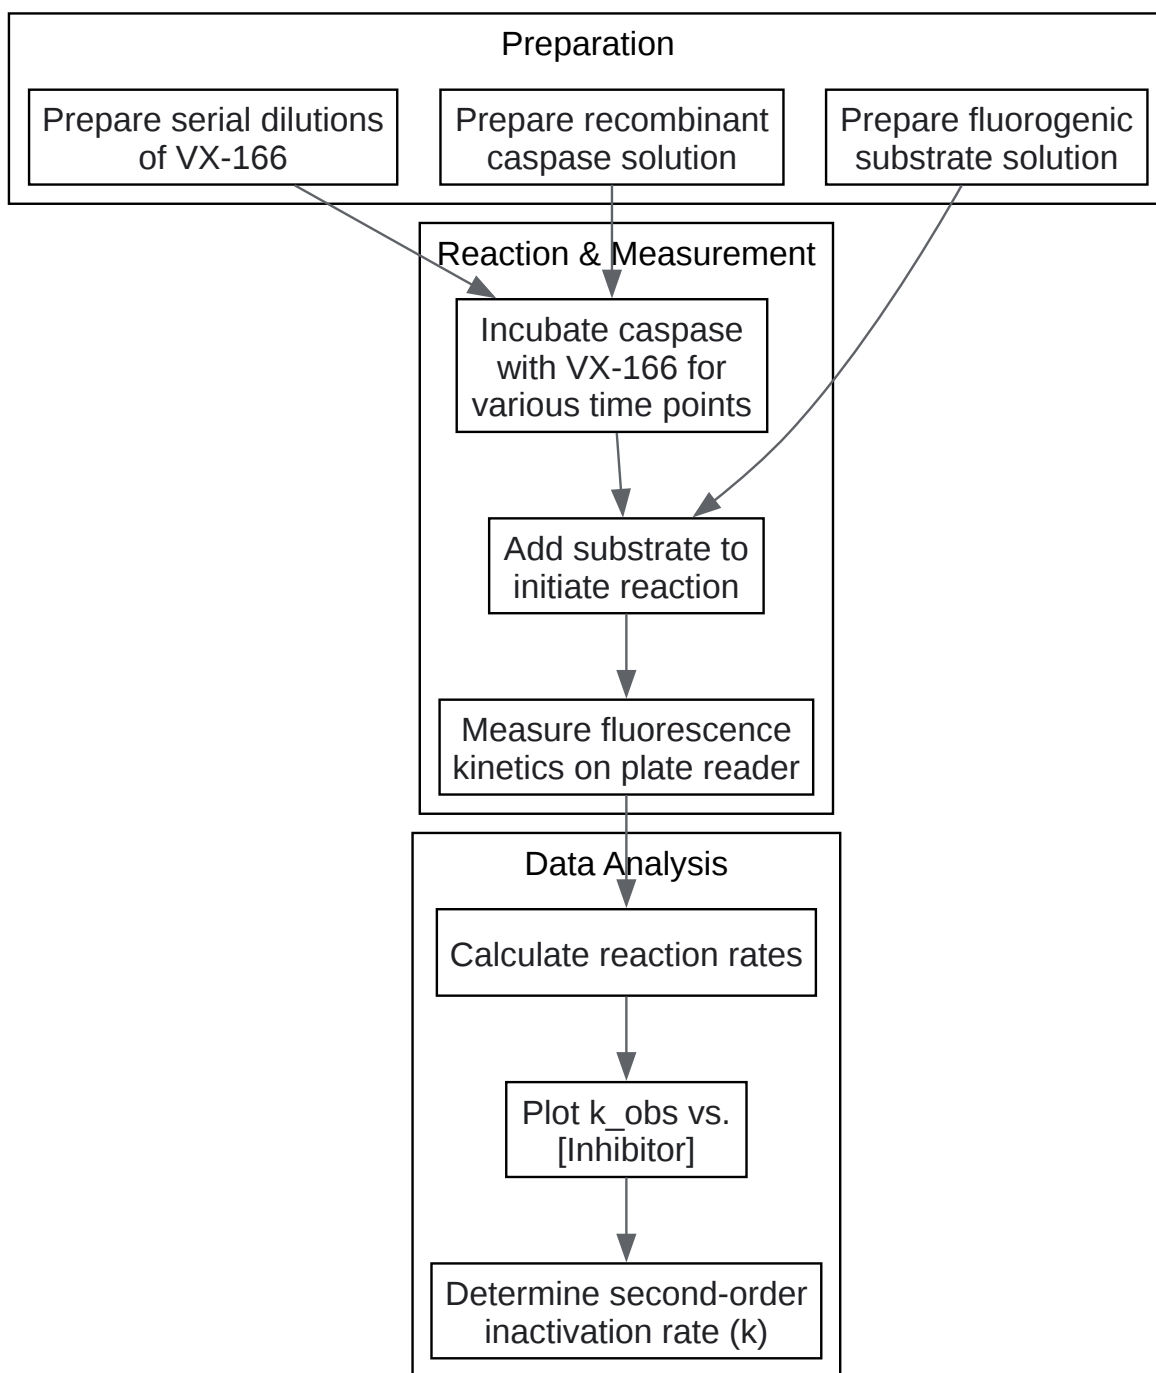 Preparation
Prepare serial dilutions
of VX-166
Prepare recombinant
caspase solution
Prepare fluorogenic
substrate solution
Reaction & Measurement
Incubate caspase
with VX-166 for
various time points
Add substrate to
initiate reaction
Measure fluorescence
kinetics on plate reader
Data Analysis
Calculate reaction rates
Plot k_obs vs.
[Inhibitor]
Determine second-order
inactivation rate (k)